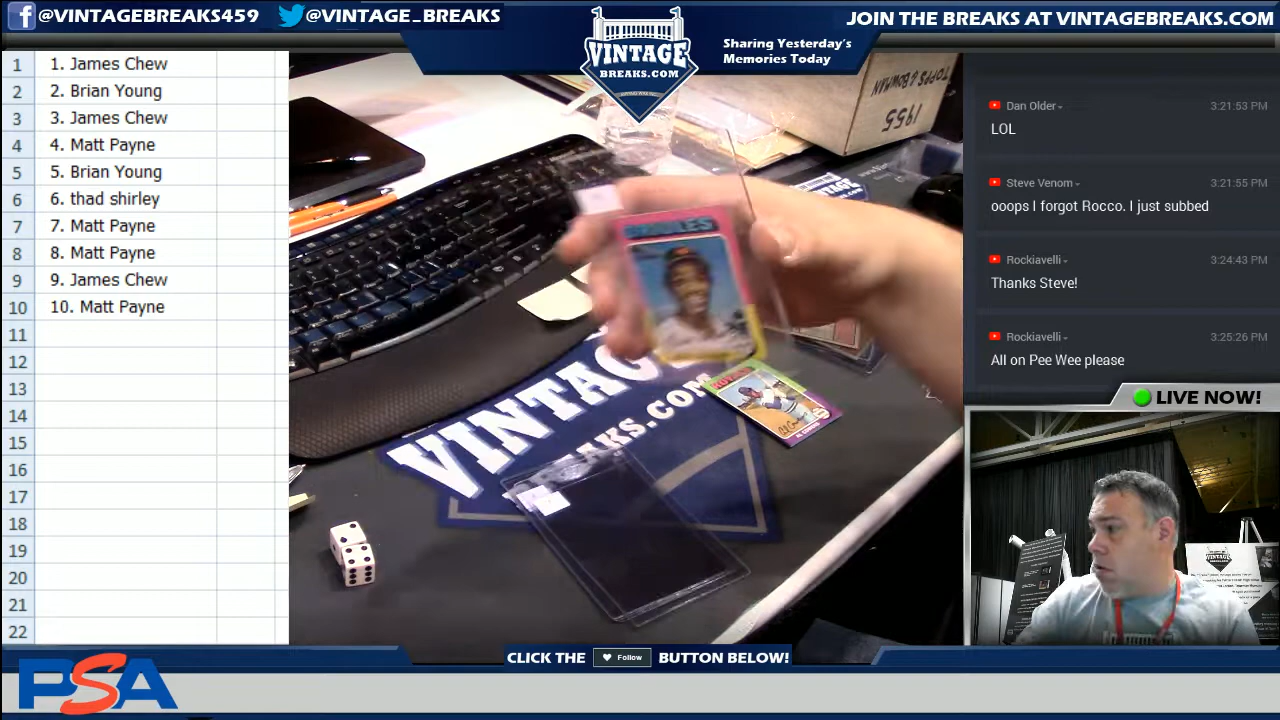 @VINTAGEBREAKS459 @VINTAGE_BREAKS
VINTAGE
BREAKS.COM
Sharing Yesterday's
Memories Today
JOIN THE BREAKS AT VINTAGEBREAKS.COM
1 1. James Chew
2 2. Brian Young
3 3. James Chew
4 4. Matt Payne
5 5. Brian Young
6 6. thad shirley
7 7. Matt Payne
8 8. Matt Payne
9 9. James Chew
10 10. Matt Payne
11
12
13
14
15
16
17
18
19
20
21
22
TOPPS & BOWMAN
1955
VINTAG
EAKS.COM
Dan Older 3:21:53 PM
LOL
Steve Venom 3:21:55 PM
ooops I forgot Rocco. I just subbed
Rockiavelli 3:24:43 PM
Thanks Steve!
Rockiavelli 3:25:26 PM
All on Pee Wee please
LIVE NOW!
VINTAGE
CLICK THE Follow BUTTON BELOW!
PSA